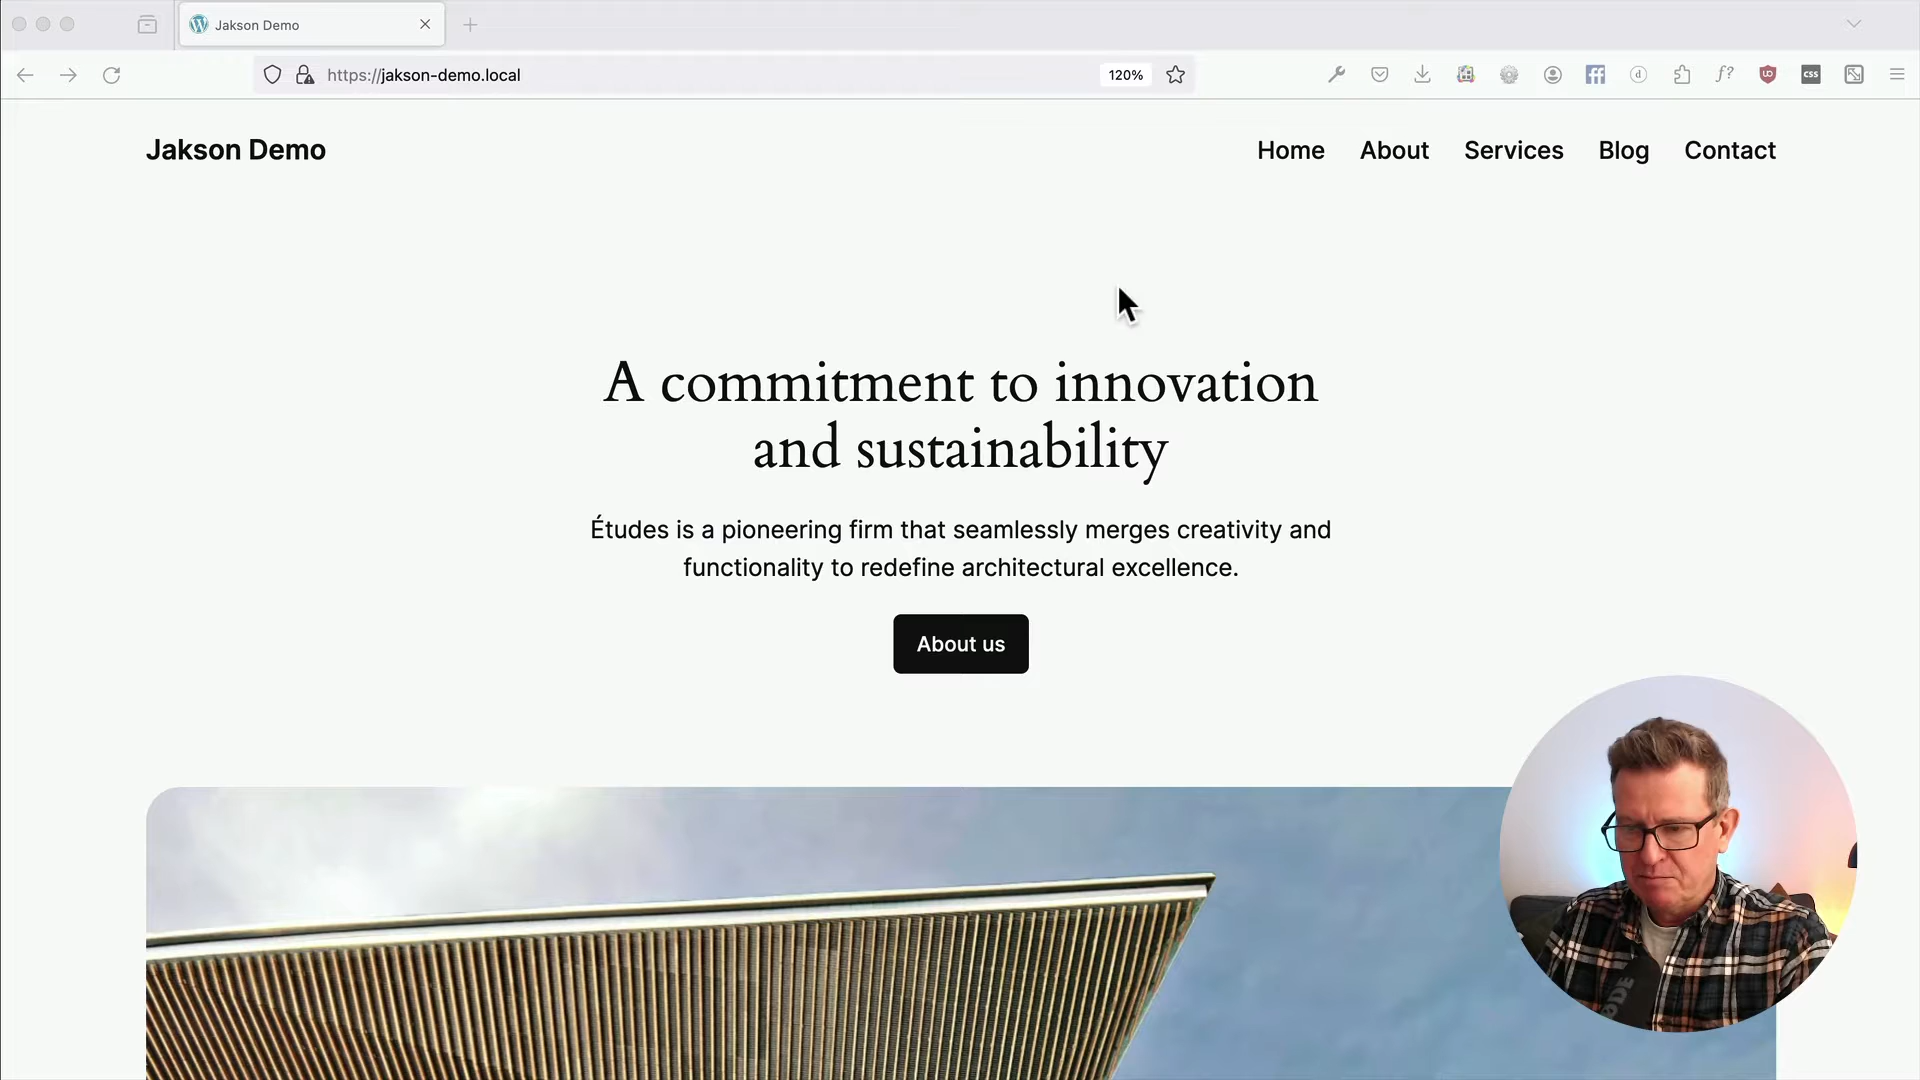 Jakson Demo
https://jakson-demo.local
120%
f?
css
Jakson Demo
Home About Services Blog Contact
A commitment to innovation
and sustainability
Études is a pioneering firm that seamlessly merges creativity and
functionality to redefine architectural excellence.
About us